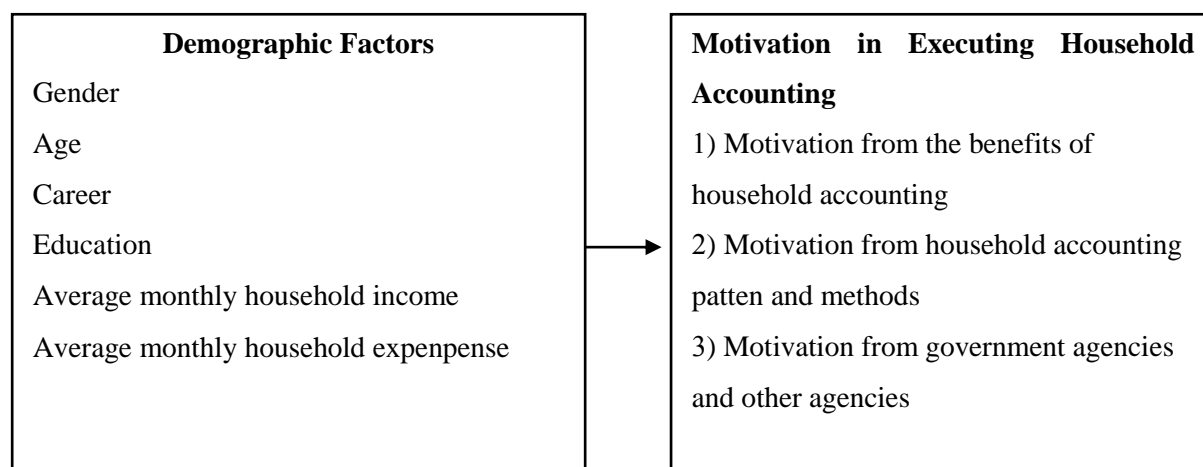 Demographic Factors
Gender
Age
Career
Education
Average monthly household income
Average monthly household expenpense
Motivation in Executing Household
Accounting
1) Motivation from the benefits of
household accounting
2) Motivation from household accounting
patten and methods
3) Motivation from government agencies
and other agencies